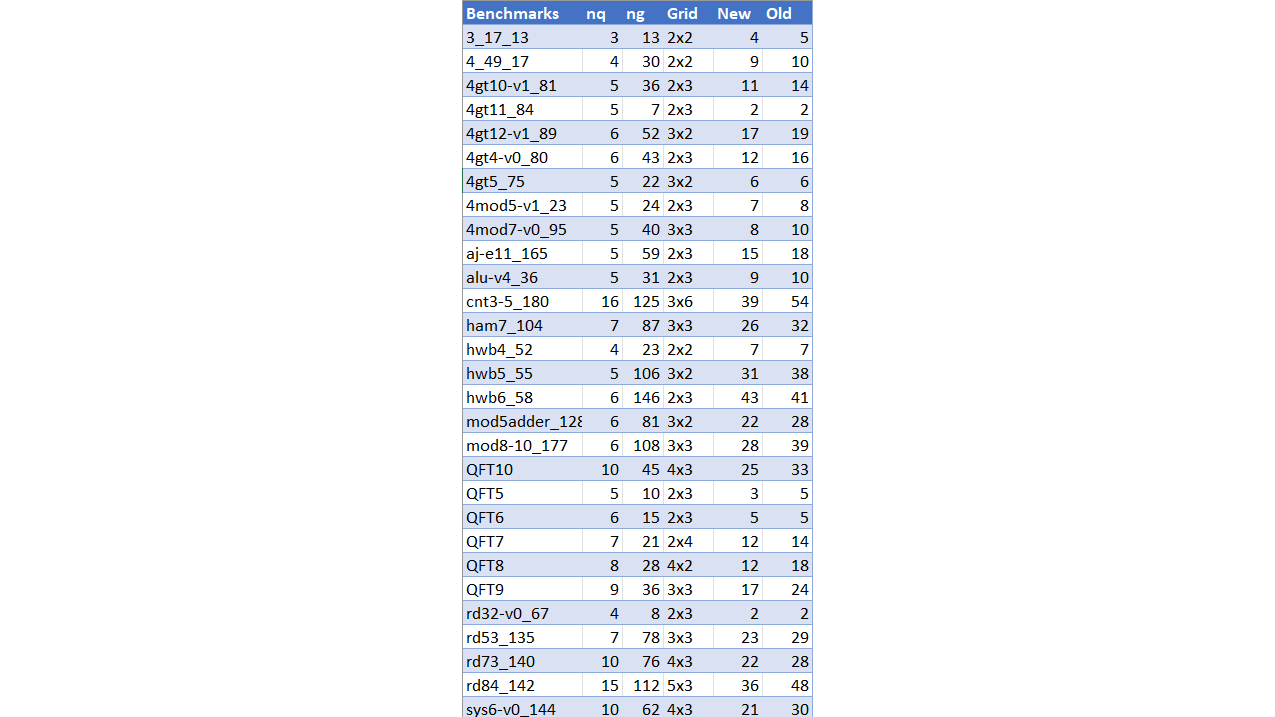 Benchmarks nq ng Grid New Old
3_17_13 3 13 2x2 4 5
4_49_17 4 30 2x2 9 10
4gt10-v1_81 5 36 2x3 11 14
4gt11_84 5 7 2x3 2 2
4gt12-v1_89 6 52 3x2 17 19
4gt4-v0_80 6 43 2x3 12 16
4gt5_75 5 22 3x2 6 6
4mod5-v1_23 5 24 2x3 7 8
4mod7-v0_95 5 40 3x3 8 10
aj-e11_165 5 59 2x3 15 18
alu-v4_36 5 31 2x3 9 10
cnt3-5_180 16 125 3x6 39 54
ham7_104 7 87 3x3 26 32
hwb4_52 4 23 2x2 7 7
hwb5_55 5 106 3x2 31 38
hwb6_58 6 146 2x3 43 41
mod5adder_128 6 81 3x2 22 28
mod8-10_177 6 108 3x3 28 39
QFT10 10 45 4x3 25 33
QFT5 5 10 2x3 3 5
QFT6 6 15 2x3 5 5
QFT7 7 21 2x4 12 14
QFT8 8 28 4x2 12 18
QFT9 9 36 3x3 17 24
rd32-v0_67 4 8 2x3 2 2
rd53_135 7 78 3x3 23 29
rd73_140 10 76 4x3 22 28
rd84_142 15 112 5x3 36 48
sys6-v0_144 10 62 4x3 21 30